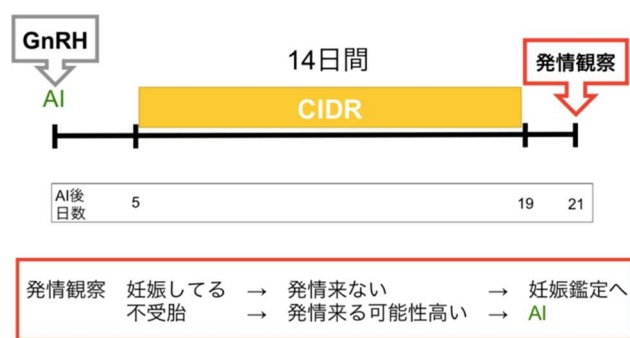 GnRH
AI
14日間
発情観察
CIDR
AI後
日数
5
19
21
発情観察 妊娠してる → 発情来ない → 妊娠鑑定へ
不受胎 → 発情来る可能性高い → AI